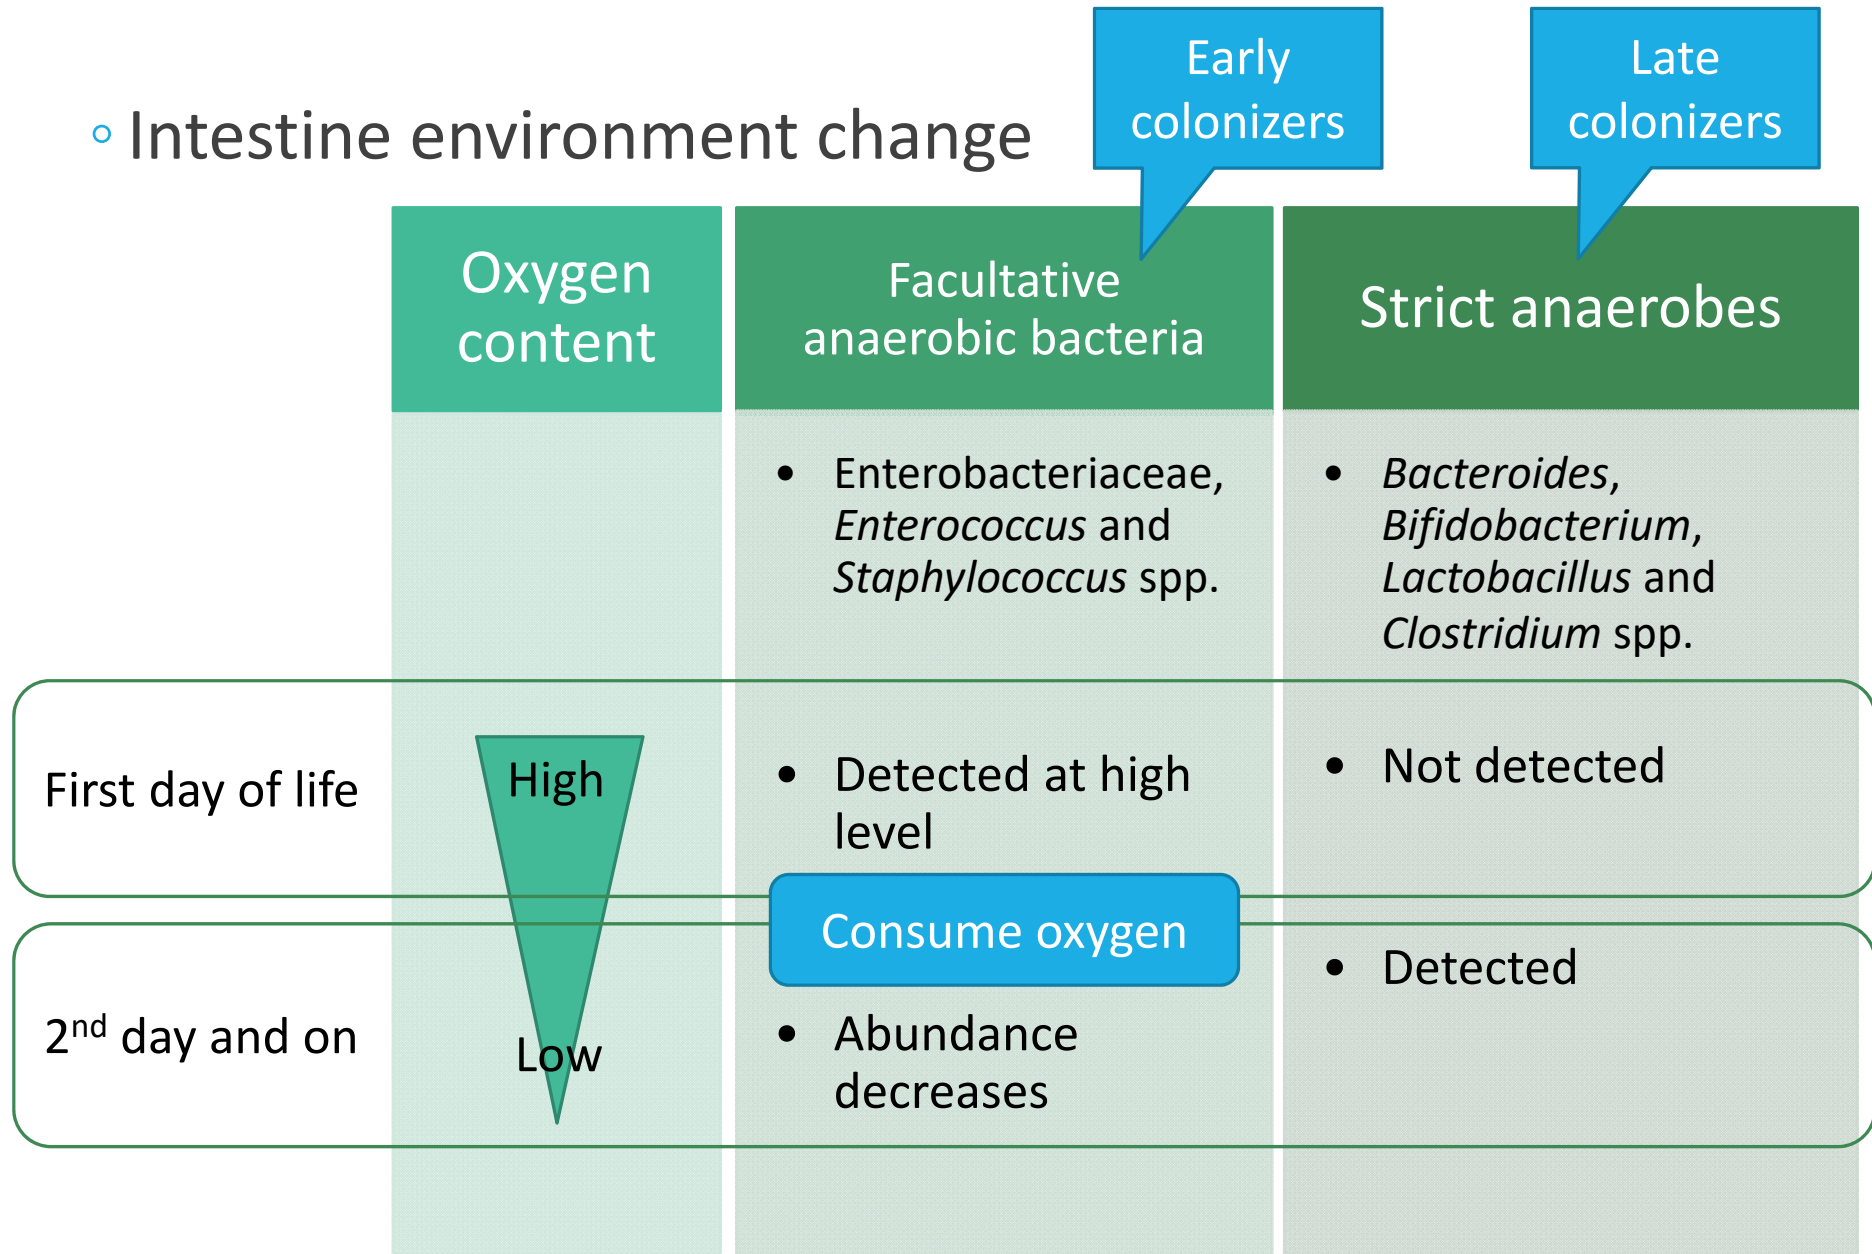 Early
colonizers
Late
colonizers
◦ Intestine environment change
Oxygen
content
Facultative
anaerobic bacteria
Strict anaerobes
• Enterobacteriaceae,
Enterococcus and
Staphylococcus spp.
• Bacteroides,
Bifidobacterium,
Lactobacillus and
Clostridium spp.
First day of life
High
• Detected at high
level
• Not detected
Consume oxygen
2nd day and on
Low
• Abundance
decreases
• Detected